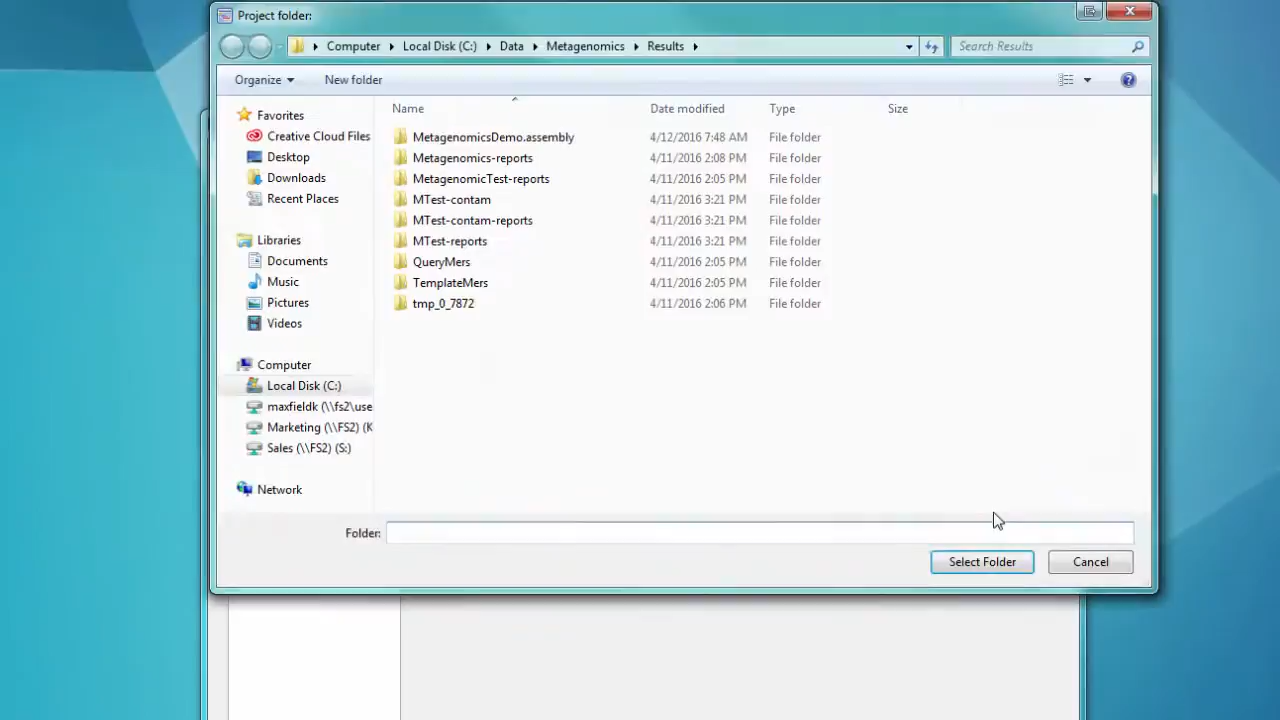 Project folder:
Computer Local Disk (C:) Data Metagenomics Results
Search Results
Organize New folder
Name Date modified Type Size
Favorites
Creative Cloud Files
Desktop
Downloads
Recent Places
Libraries
Documents
Music
Pictures
Videos
Computer
Local Disk (C:)
maxfieldk (\\fs2\use
Marketing (\\FS2) (K
Sales (\\FS2) (S:)
Network
MetagenomicsDemo.assembly 4/12/2016 7:48 AM File folder
Metagenomics-reports 4/11/2016 2:08 PM File folder
MetagenomicTest-reports 4/11/2016 2:05 PM File folder
MTest-contam 4/11/2016 3:21 PM File folder
MTest-contam-reports 4/11/2016 3:21 PM File folder
MTest-reports 4/11/2016 3:21 PM File folder
QueryMers 4/11/2016 2:05 PM File folder
TemplateMers 4/11/2016 2:05 PM File folder
tmp_0_7872 4/11/2016 2:06 PM File folder
Folder:
Select Folder Cancel